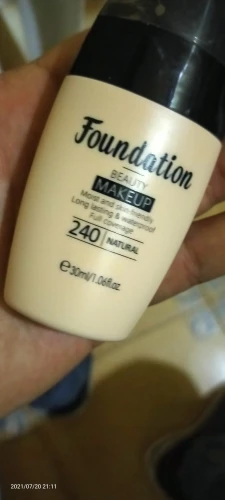 Foundation
BEAUTY
MAKEUP
Moist and skin friendly
Long lasting & waterproof
Full coverage
240 NATURAL
℮30ml/1.06fl.oz
2021/07/20 21:11